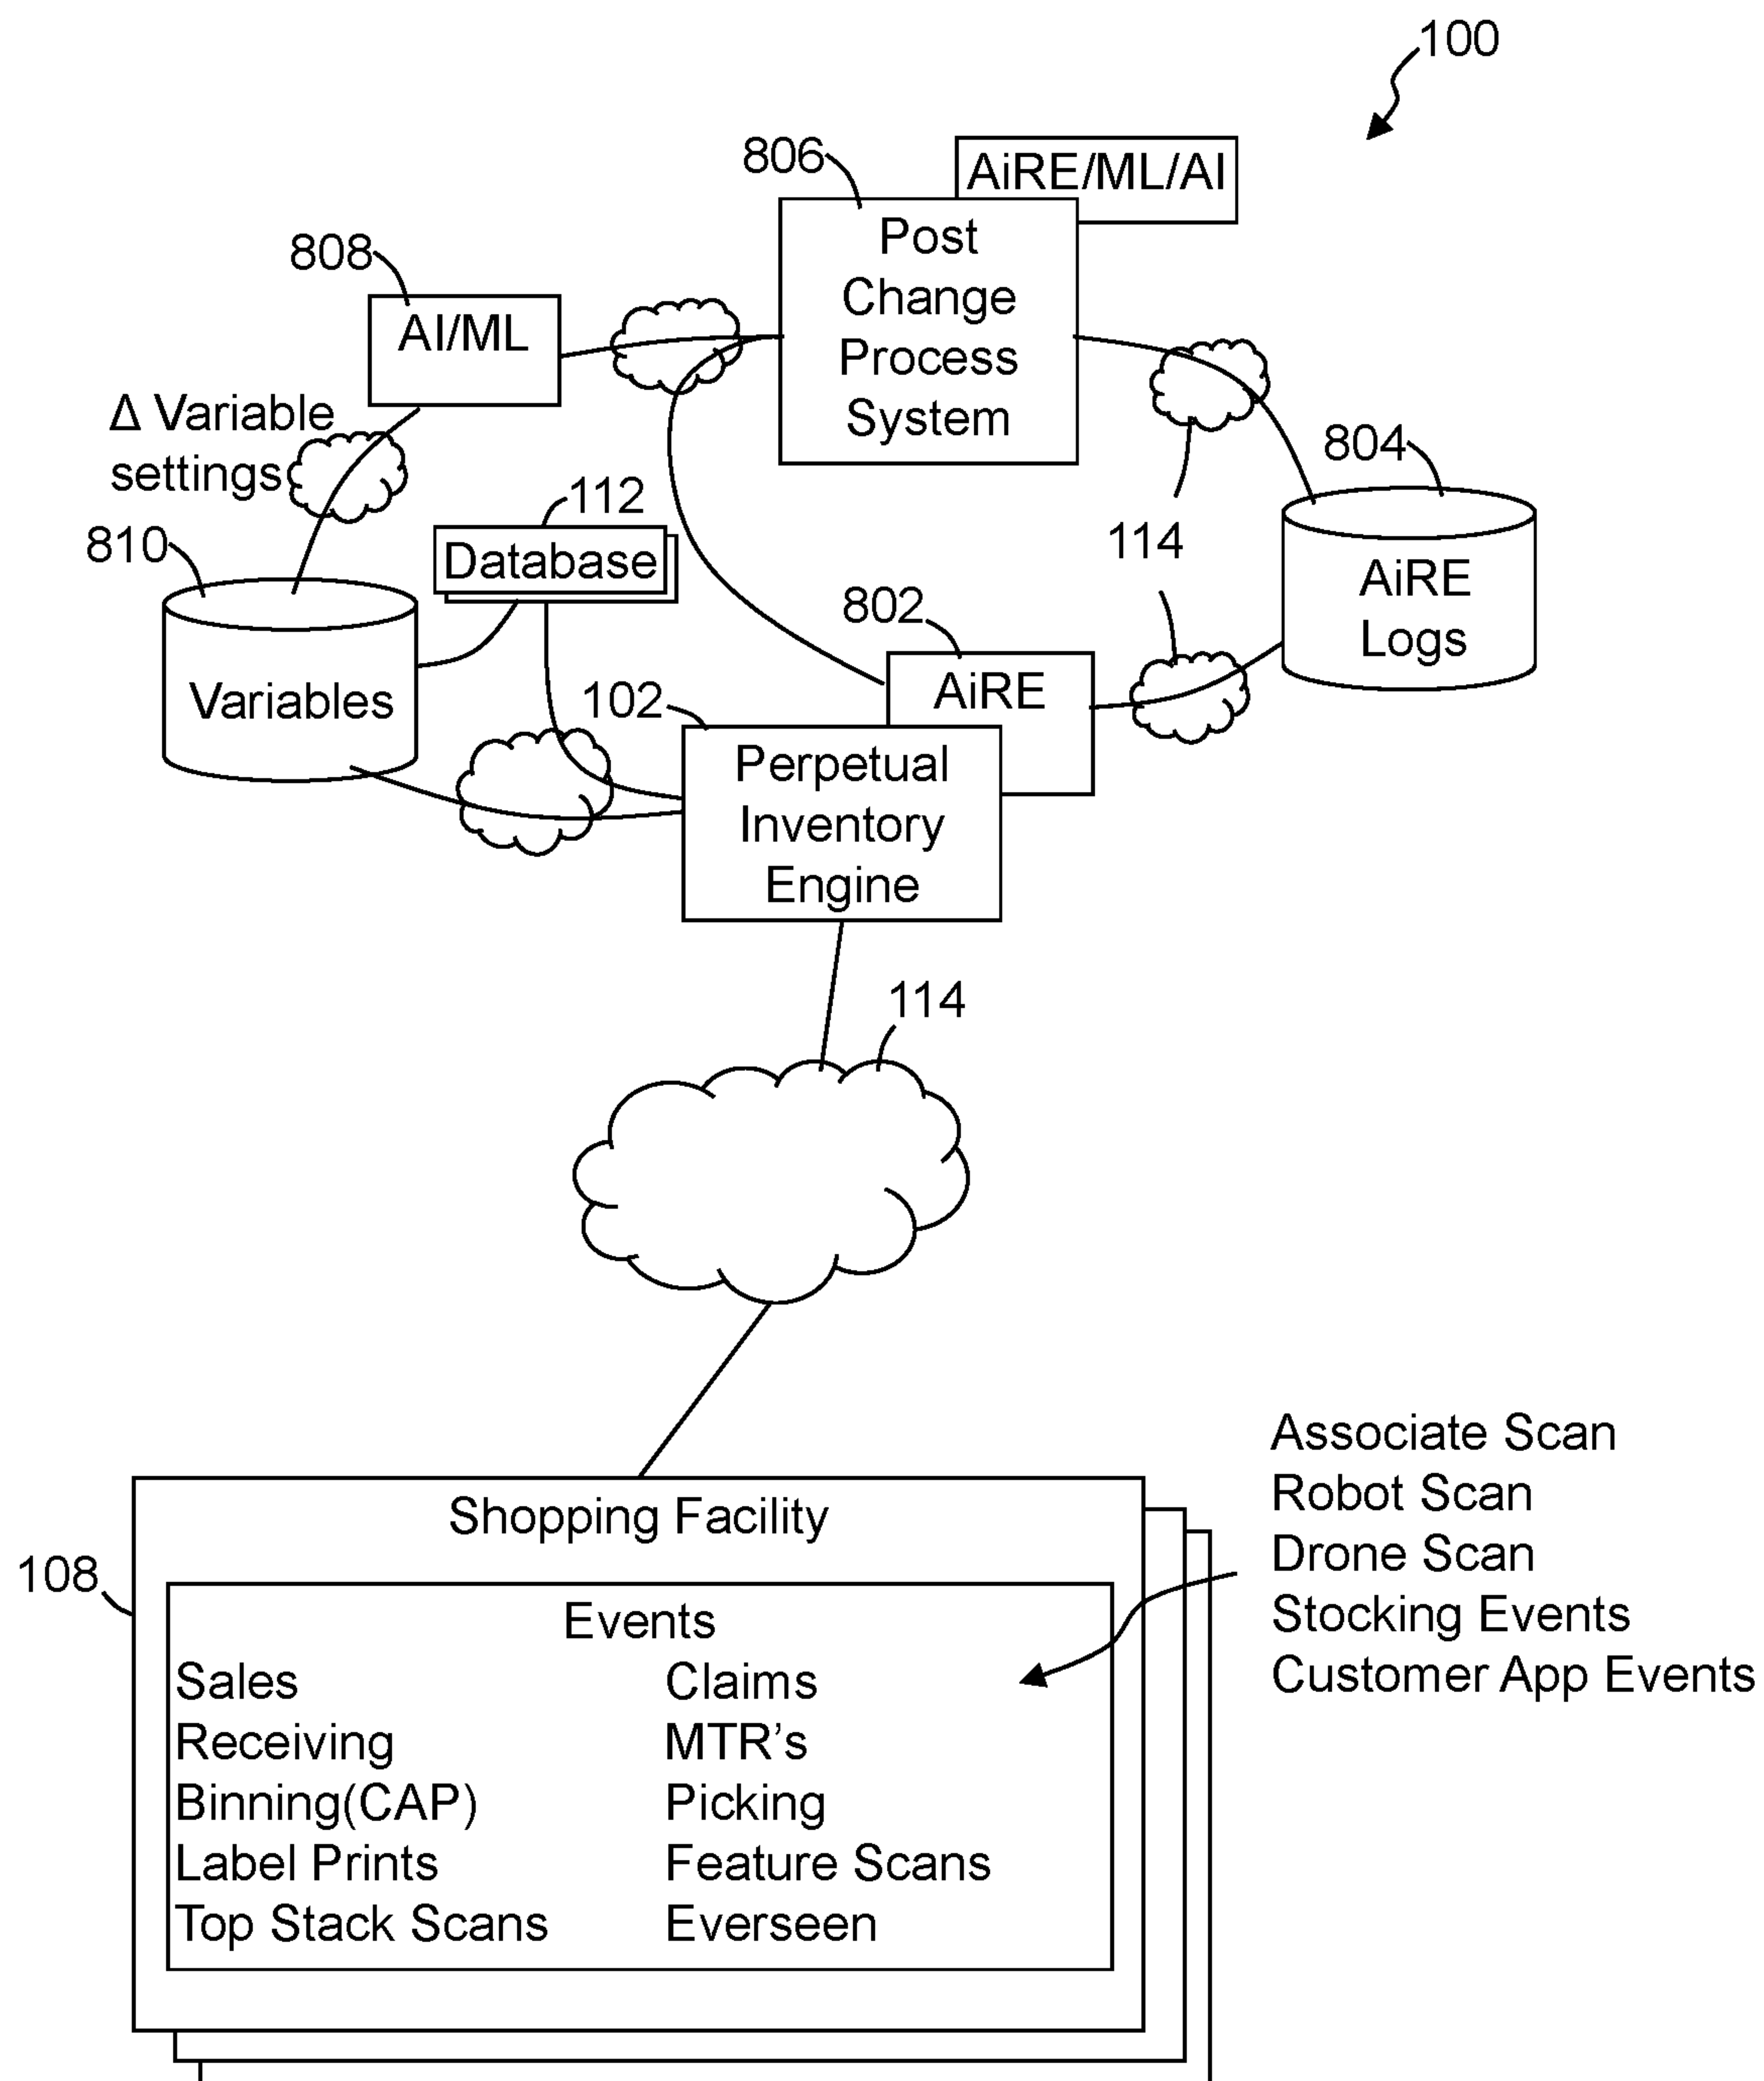 100
806
AiRE/ML/AI
Post
Change
Process
System
808
AI/ML
Δ Variable
settings
804
AiRE
Logs
114
112
Database
810
Variables
802
AiRE
102
Perpetual
Inventory
Engine
114
Associate Scan
Robot Scan
Drone Scan
Stocking Events
Customer App Events
108
Shopping Facility
Events
Sales
Receiving
Binning(CAP)
Label Prints
Top Stack Scans
Claims
MTR's
Picking
Feature Scans
Everseen